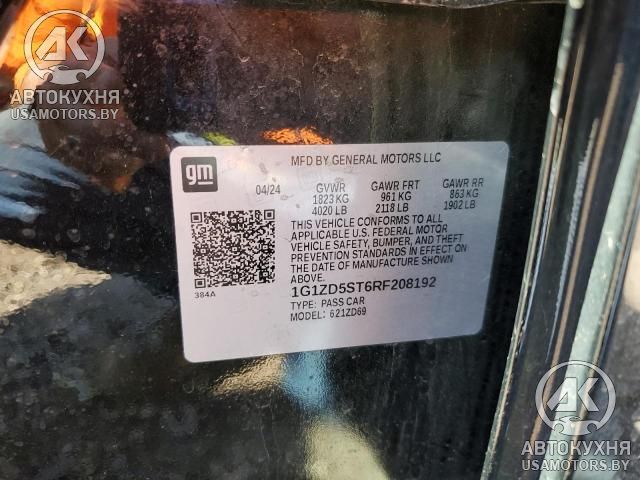 AK
АВТОКУХНЯ
USAMOTORS.BY
gm
MFD BY GENERAL MOTORS LLC
04/24 GVWR GAWR FRT GAWR RR
1823 KG 961 KG 863 KG
4020 LB 2118 LB 1902 LB
THIS VEHICLE CONFORMS TO ALL
APPLICABLE U.S. FEDERAL MOTOR
VEHICLE SAFETY, BUMPER, AND THEFT
PREVENTION STANDARDS IN EFFECT ON
THE DATE OF MANUFACTURE SHOWN
ABOVE.
384A
1G1ZD5ST6RF208192
TYPE: PASS CAR
MODEL: 621ZD69
AK
АВТОКУХНЯ
USAMOTORS.BY